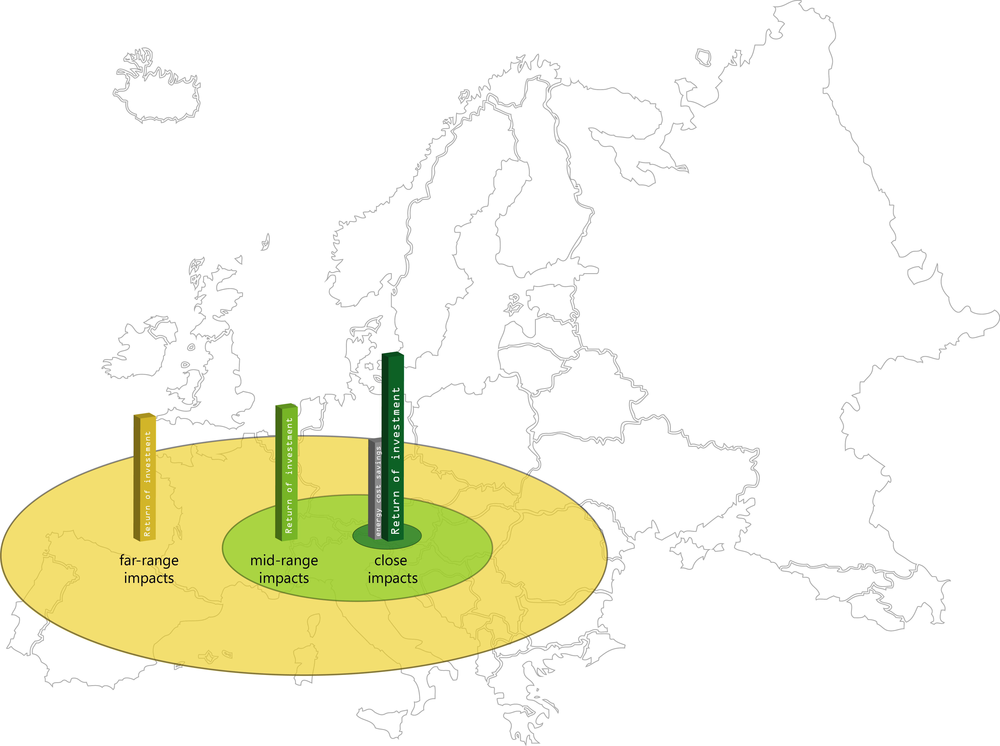 Return of investment
Return of investment
energy cost savings
Return of investment
far-range
impacts
mid-range
impacts
close
impacts